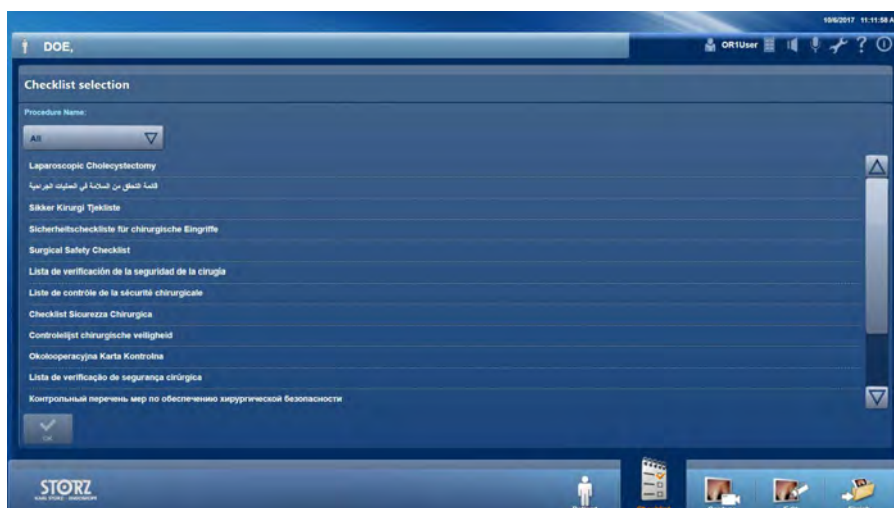 10/6/2017 11:11:58 A
DOE,
OR1User
Checklist selection
Procedure Name:
All
Laparoscopic Cholecystectomy
قائمة التحقق من السلامة في العمليات الجراحية
Sikker Kirurgi Tjekliste
Sicherheitscheckliste für chirurgische Eingriffe
Surgical Safety Checklist
Lista de verificación de la seguridad de la cirugía
Liste de contrôle de la sécurité chirurgicale
Checklist Sicurezza Chirurgica
Controlelijst chirurgische veiligheid
Okołooperacyjna Karta Kontrolna
Lista de verificação de segurança cirúrgica
Контрольный перечень мер по обеспечению хирургической безопасности
OK
STORZ
KARL STORZ - ENDOSKOPE